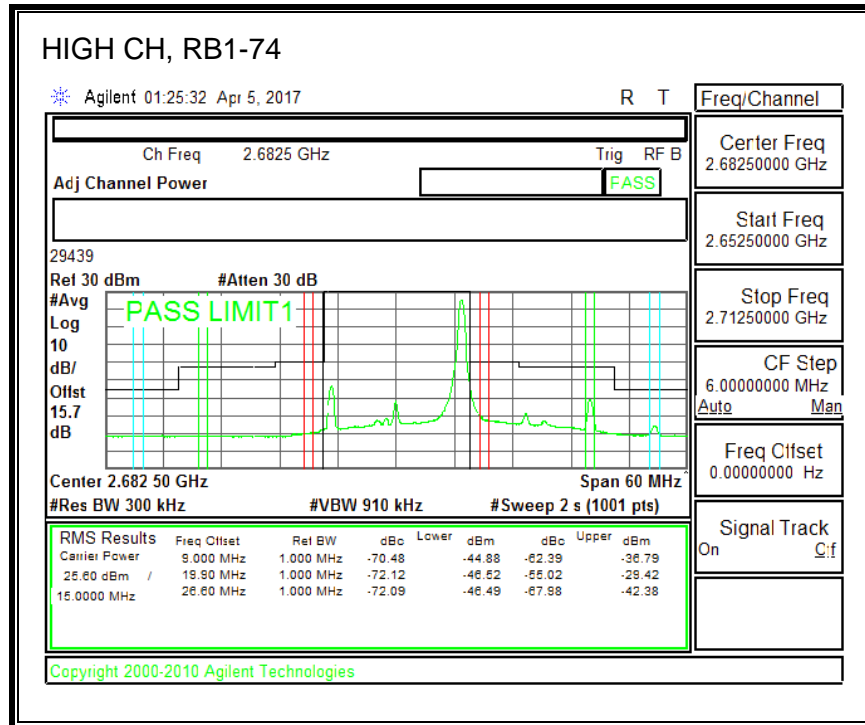 HIGH CH, RB1-74
Agilent 01:25:32 Apr 5, 2017 R T
Freq/Channel
Ch Freq 2.6825 GHz Trig RF B
Adj Channel Power PASS
Center Freq
2.68250000 GHz
Start Freq
2.65250000 GHz
Stop Freq
2.71250000 GHz
CF Step
6.00000000 MHz
Auto Man
Freq Offset
0.00000000 Hz
Signal Track
On Off
29439
Ref 30 dBm #Atten 30 dB
#Avg
Log
10
dB/
Offst
15.7
dB
PASS LIMIT1
Center 2.682 50 GHz Span 60 MHz
#Res BW 300 kHz #VBW 910 kHz #Sweep 2 s (1001 pts)
RMS Results Freq Offset Ref BW dBc Lower dBm dBc Upper dBm
Carrier Power 9.000 MHz 1.000 MHz -70.48 -44.88 -62.39 -36.79
25.60 dBm / 19.90 MHz 1.000 MHz -72.12 -46.52 -55.02 -29.42
15.0000 MHz 26.60 MHz 1.000 MHz -72.09 -46.49 -67.98 -42.38
Copyright 2000-2010 Agilent Technologies